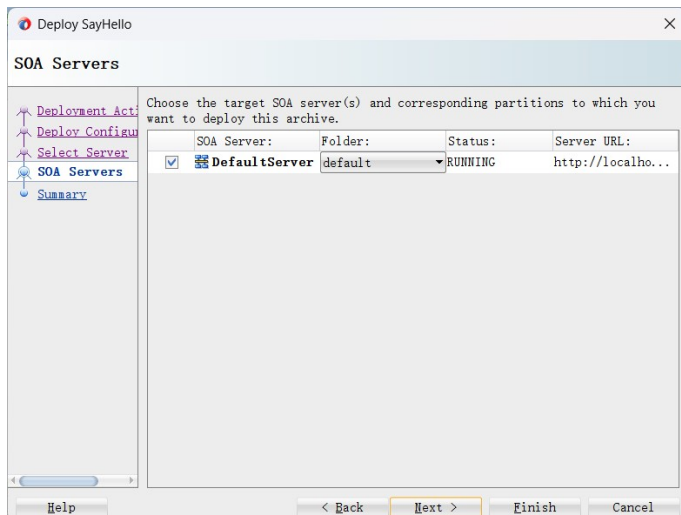 Deploy SayHello
SOA Servers
Deployment Acti
Deploy Configur
Select Server
SOA Servers
Summary
Choose the target SOA server(s) and corresponding partitions to which you
want to deploy this archive.
SOA Server: Folder: Status: Server URL:
DefaultServer default RUNNING http://localho...
Help < Back Next > Finish Cancel